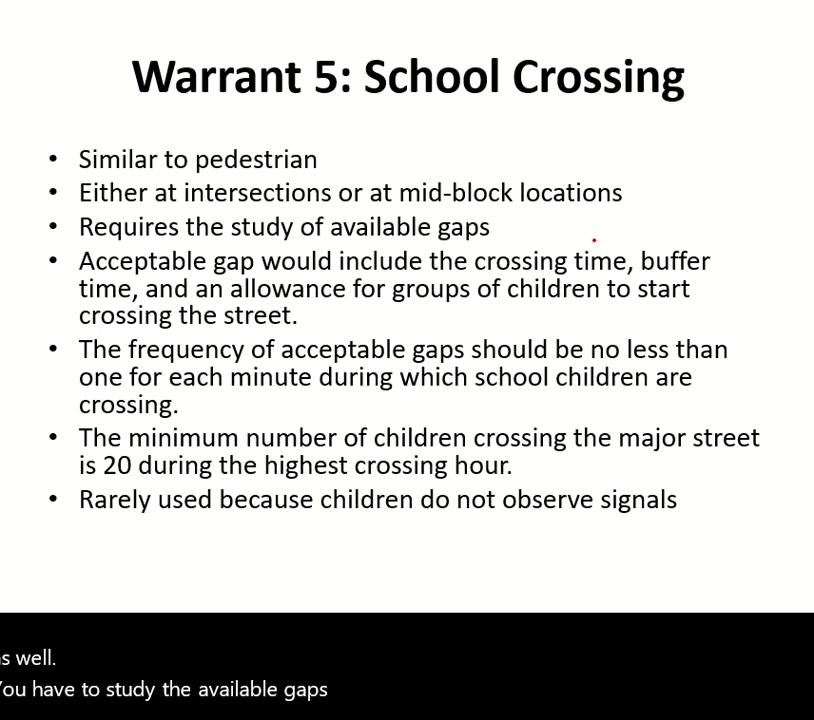 Warrant 5: School Crossing
• Similar to pedestrian
• Either at intersections or at mid-block locations
• Requires the study of available gaps
• Acceptable gap would include the crossing time, buffer
time, and an allowance for groups of children to start
crossing the street.
• The frequency of acceptable gaps should be no less than
one for each minute during which school children are
crossing.
• The minimum number of children crossing the major street
is 20 during the highest crossing hour.
• Rarely used because children do not observe signals
well.
You have to study the available gaps